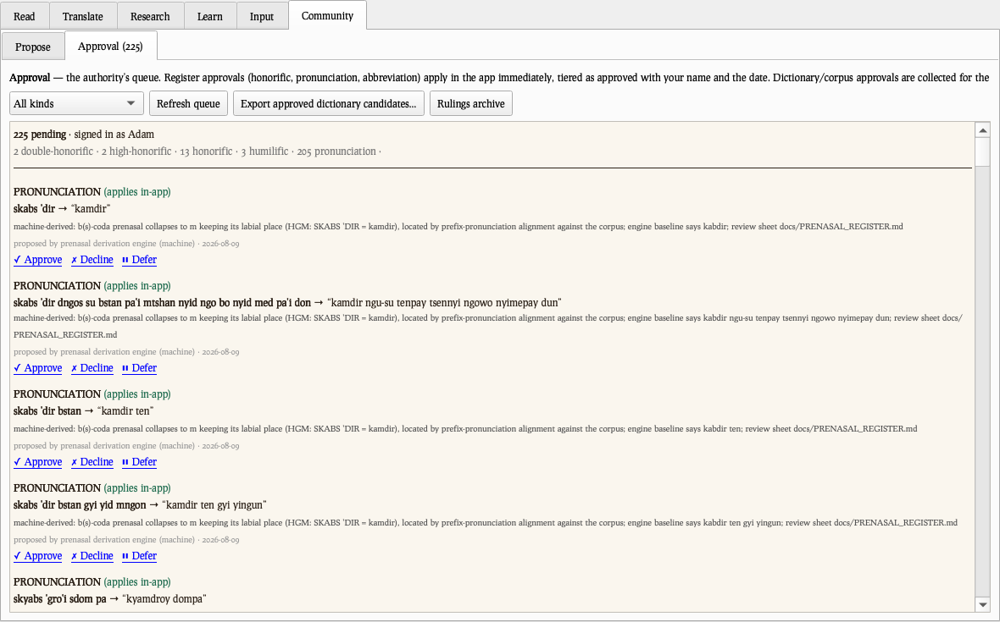 Read Translate Research Learn Input Community
Propose Approval (225)
Approval — the authority's queue. Register approvals (honorific, pronunciation, abbreviation) apply in the app immediately, tiered as approved with your name and the date. Dictionary/corpus approvals are collected for the
All kinds Refresh queue Export approved dictionary candidates... Rulings archive
225 pending · signed in as Adam
2 double-honorific · 2 high-honorific · 13 honorific · 3 humilific · 205 pronunciation ·
PRONUNCIATION (applies in-app)
skabs 'dir → “kamdir”
machine-derived: b(s)-coda prenasal collapses to m keeping its labial place (HGM: SKABS 'DIR = kamdir), located by prefix-pronunciation alignment against the corpus; engine baseline says kabdir; review sheet docs/PRENASAL_REGISTER.md
proposed by prenasal derivation engine (machine) · 2026-08-09
✓ Approve ✗ Decline ⏸ Defer
PRONUNCIATION (applies in-app)
skabs 'dir dngos su bstan pa'i mtshan nyid ngo bo nyid med pa'i don → “kamdir ngu-su tenpay tsennyi ngowo nyimepay dun”
machine-derived: b(s)-coda prenasal collapses to m keeping its labial place (HGM: SKABS 'DIR = kamdir), located by prefix-pronunciation alignment against the corpus; engine baseline says kabdir ngu-su tenpay tsennyi ngowo nyimepay dun; review sheet docs/
PRENASAL_REGISTER.md
proposed by prenasal derivation engine (machine) · 2026-08-09
✓ Approve ✗ Decline ⏸ Defer
PRONUNCIATION (applies in-app)
skabs 'dir bstan → “kamdir ten”
machine-derived: b(s)-coda prenasal collapses to m keeping its labial place (HGM: SKABS 'DIR = kamdir), located by prefix-pronunciation alignment against the corpus; engine baseline says kabdir ten; review sheet docs/PRENASAL_REGISTER.md
proposed by prenasal derivation engine (machine) · 2026-08-09
✓ Approve ✗ Decline ⏸ Defer
PRONUNCIATION (applies in-app)
skabs 'dir bstan gyi yid mngon → “kamdir ten gyi yingun”
machine-derived: b(s)-coda prenasal collapses to m keeping its labial place (HGM: SKABS 'DIR = kamdir), located by prefix-pronunciation alignment against the corpus; engine baseline says kabdir ten gyi yingun; review sheet docs/PRENASAL_REGISTER.md
proposed by prenasal derivation engine (machine) · 2026-08-09
✓ Approve ✗ Decline ⏸ Defer
PRONUNCIATION (applies in-app)
skyabs 'gro'i sdom pa → “kyamdroy dompa”